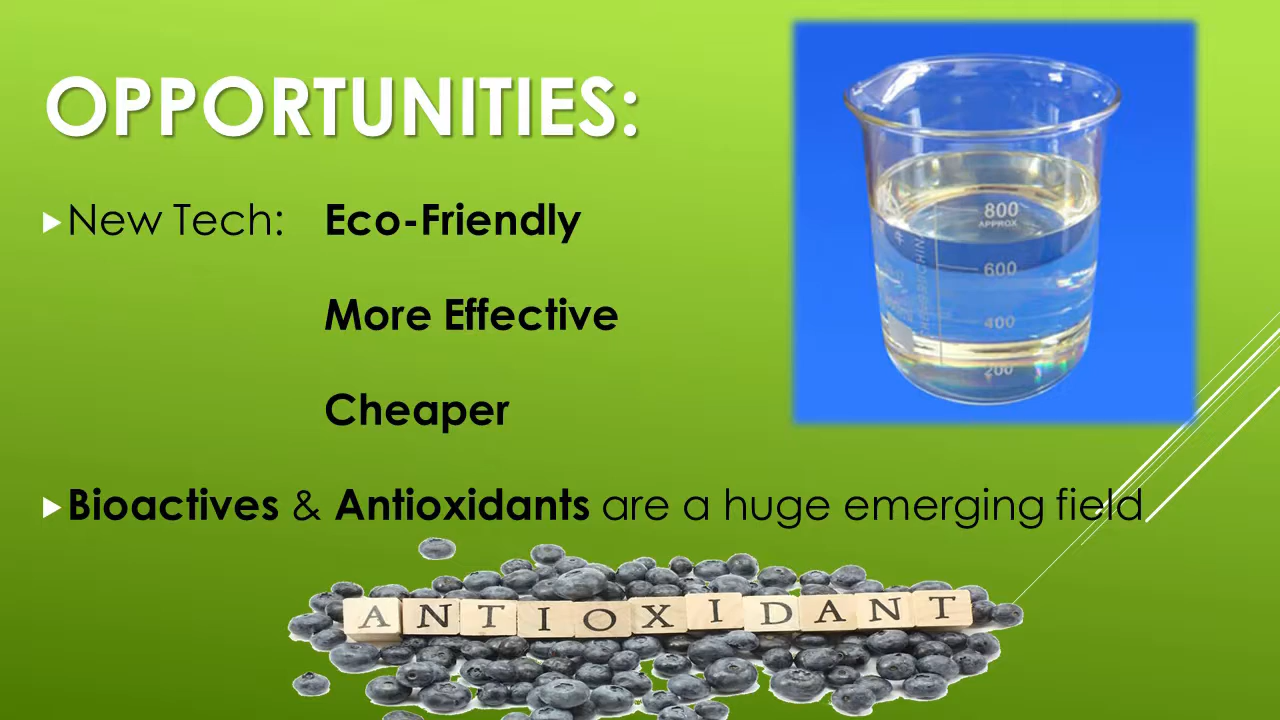 OPPORTUNITIES:
New Tech: Eco-Friendly
More Effective
Cheaper
Bioactives & Antioxidants are a huge emerging field
800
APPROX
600
400
200
ANTIOXIDANT